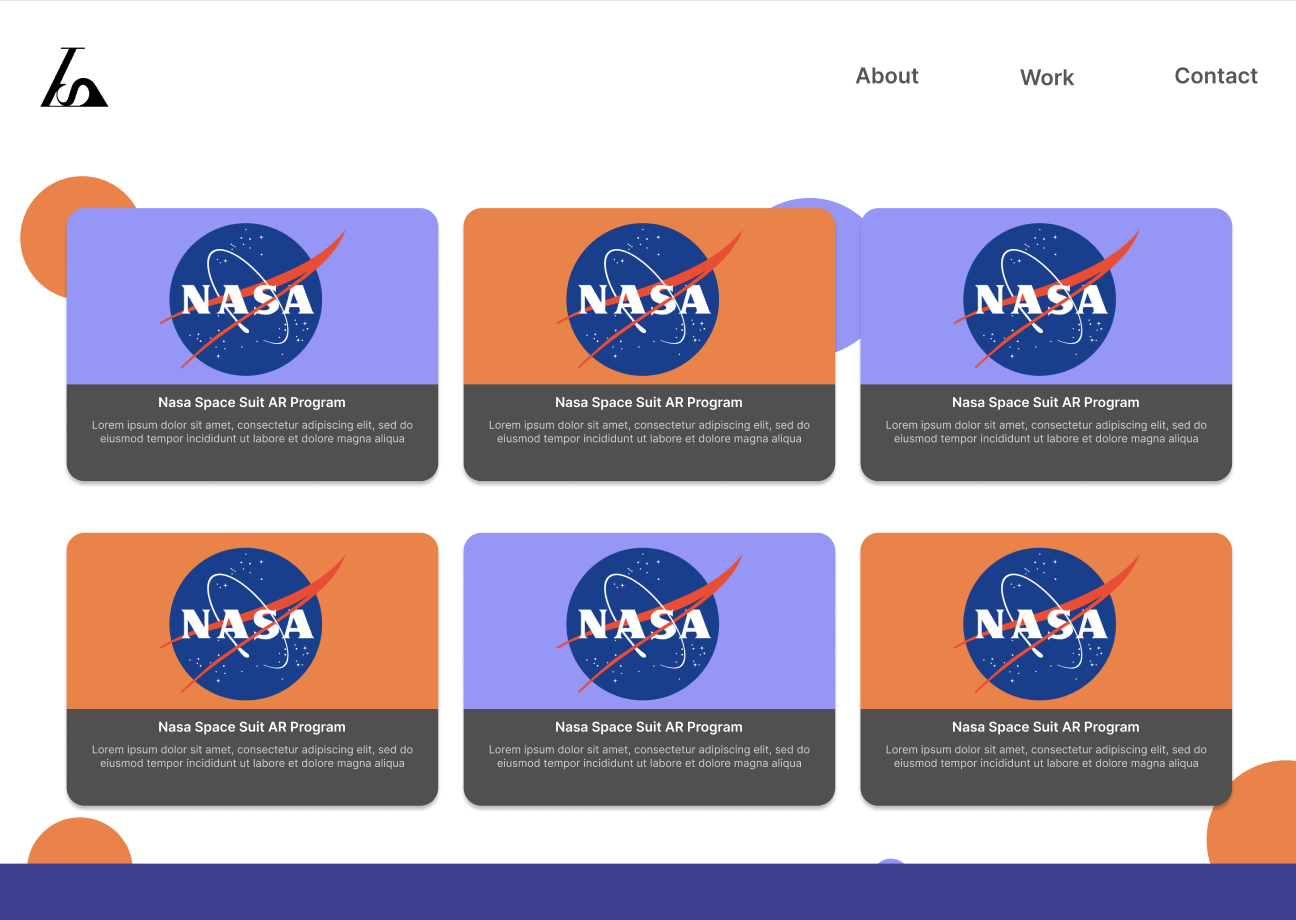 About Work Contact
NASA NASA NASA
Nasa Space Suit AR Program Nasa Space Suit AR Program Nasa Space Suit AR Program
Lorem ipsum dolor sit amet, consectetur adipiscing elit, sed do
eiusmod tempor incididunt ut labore et dolore magna aliqua
Lorem ipsum dolor sit amet, consectetur adipiscing elit, sed do
eiusmod tempor incididunt ut labore et dolore magna aliqua
Lorem ipsum dolor sit amet, consectetur adipiscing elit, sed do
eiusmod tempor incididunt ut labore et dolore magna aliqua
NASA NASA NASA
Nasa Space Suit AR Program Nasa Space Suit AR Program Nasa Space Suit AR Program
Lorem ipsum dolor sit amet, consectetur adipiscing elit, sed do
eiusmod tempor incididunt ut labore et dolore magna aliqua
Lorem ipsum dolor sit amet, consectetur adipiscing elit, sed do
eiusmod tempor incididunt ut labore et dolore magna aliqua
Lorem ipsum dolor sit amet, consectetur adipiscing elit, sed do
eiusmod tempor incididunt ut labore et dolore magna aliqua